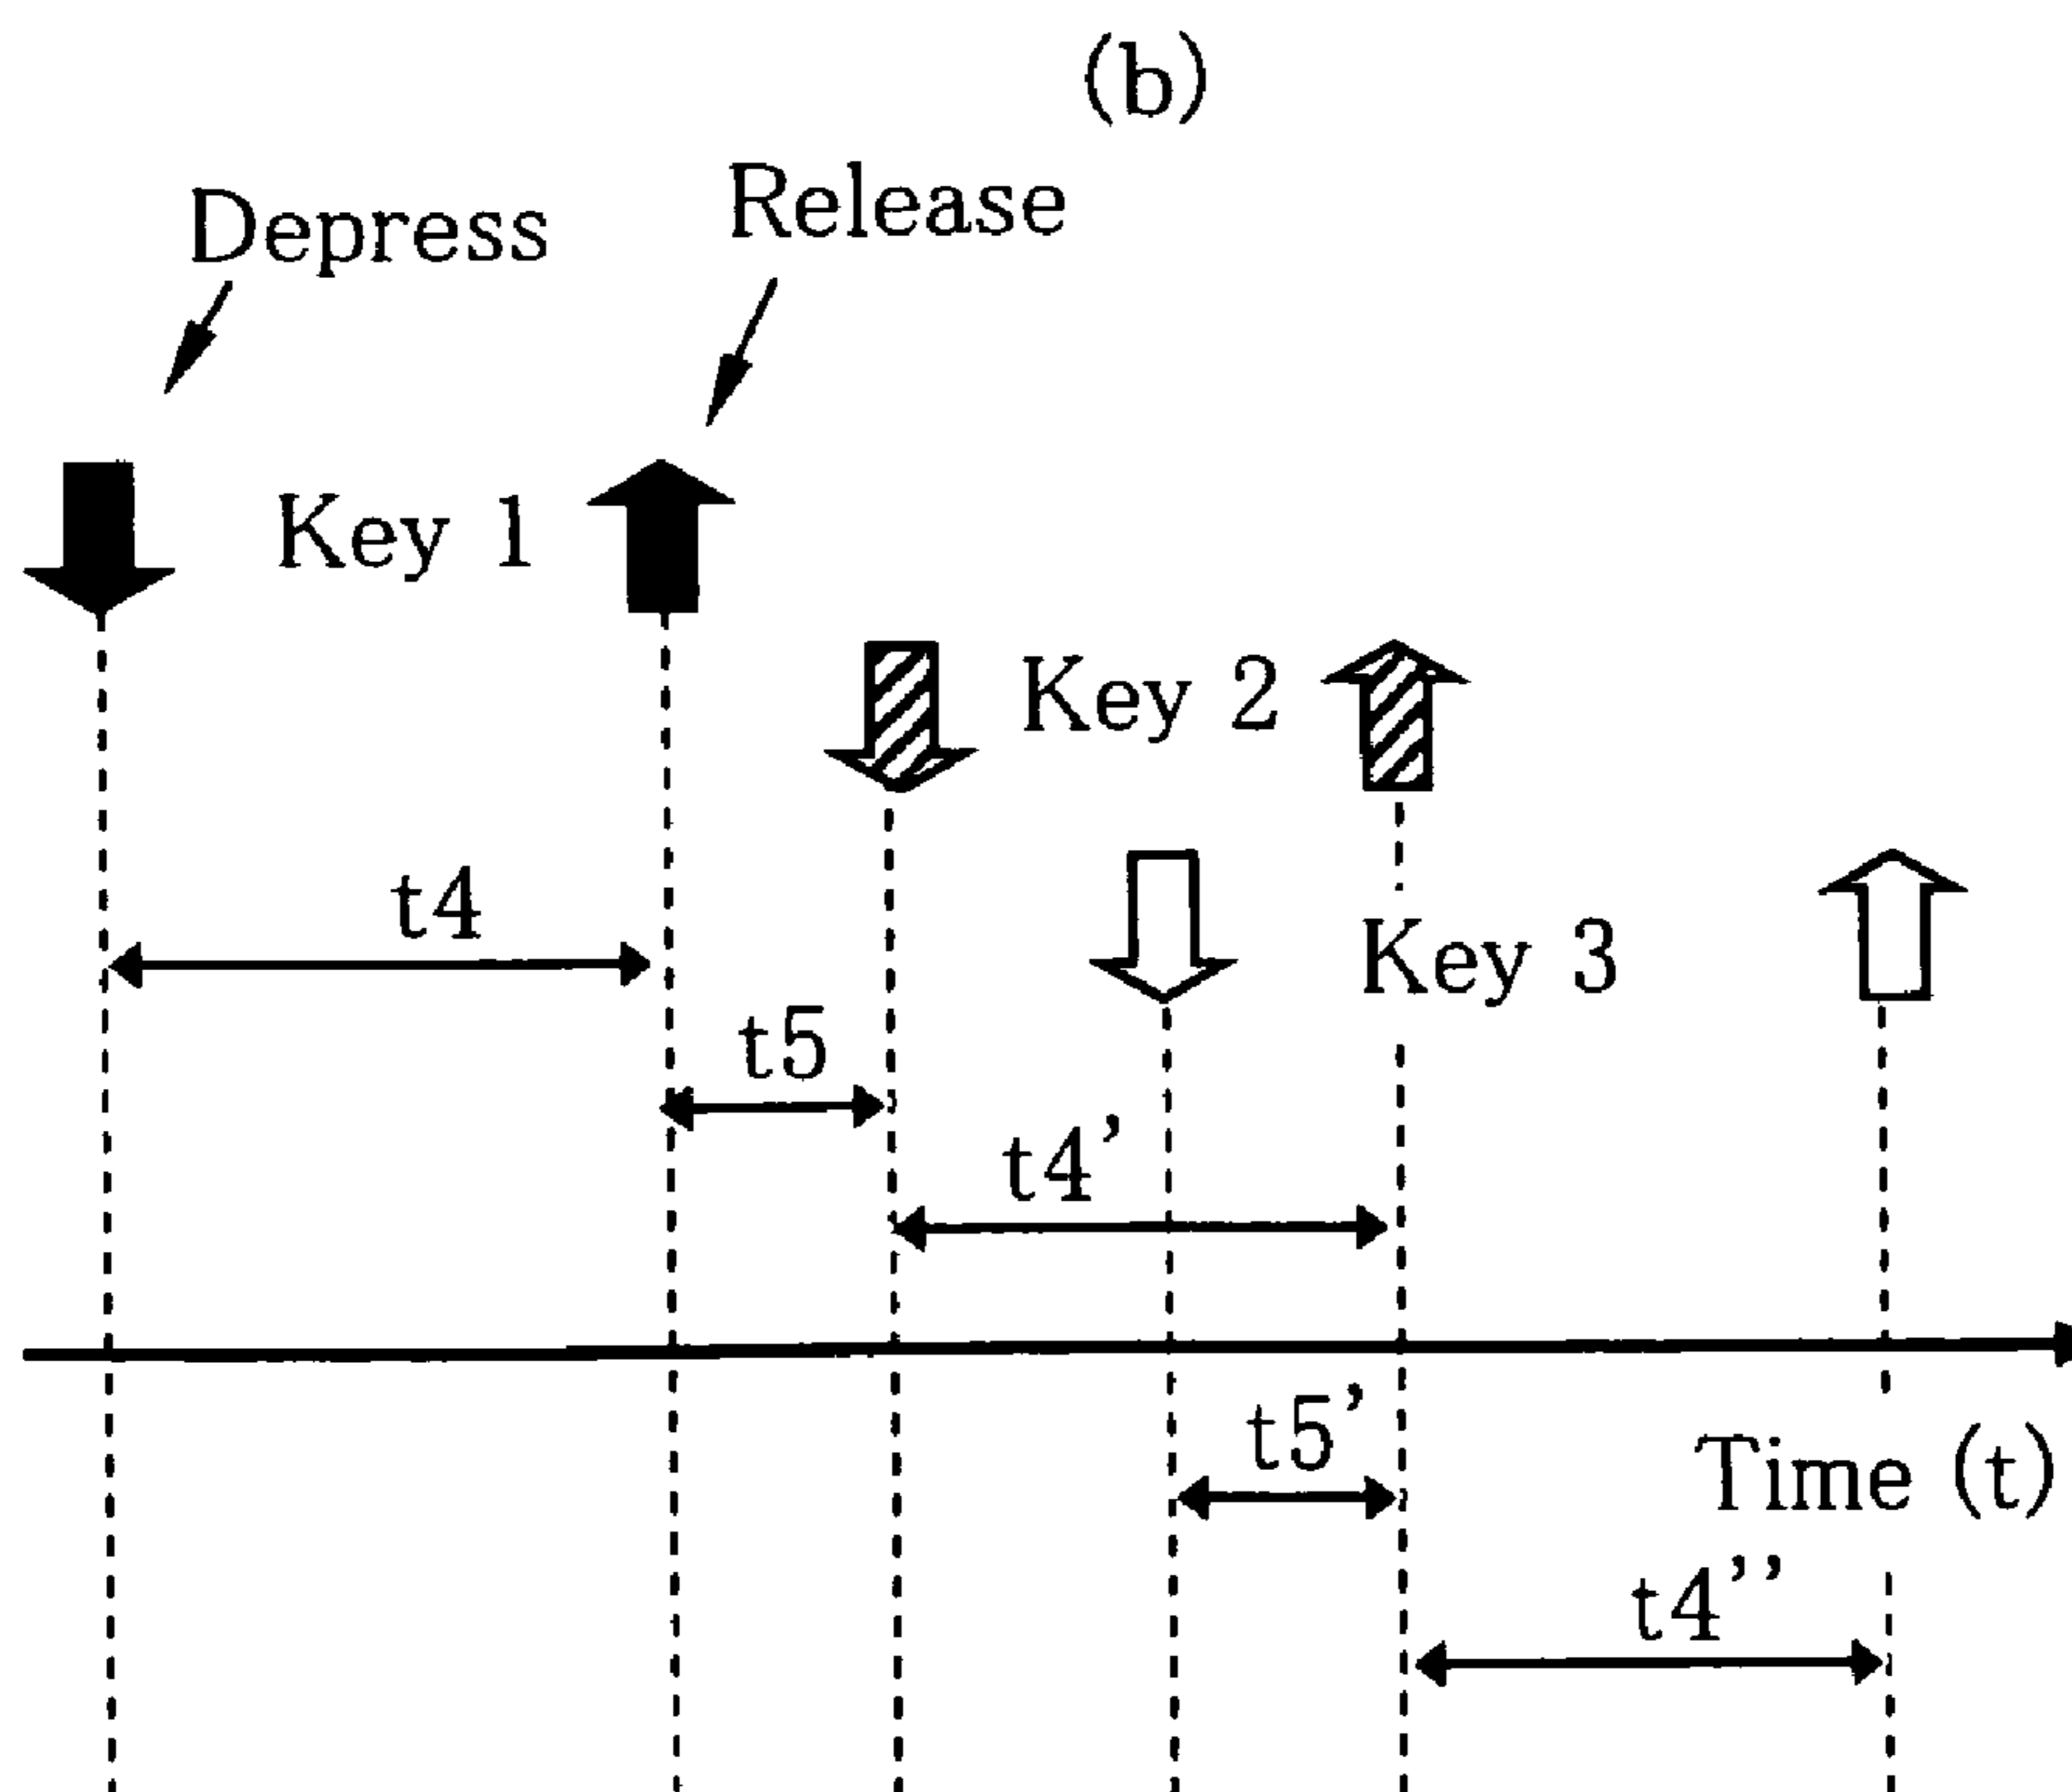 (b)
Depress
Release
Key 1
Key 2
t4
Key 3
t5
t4’
t5’
Time (t)
t4’’